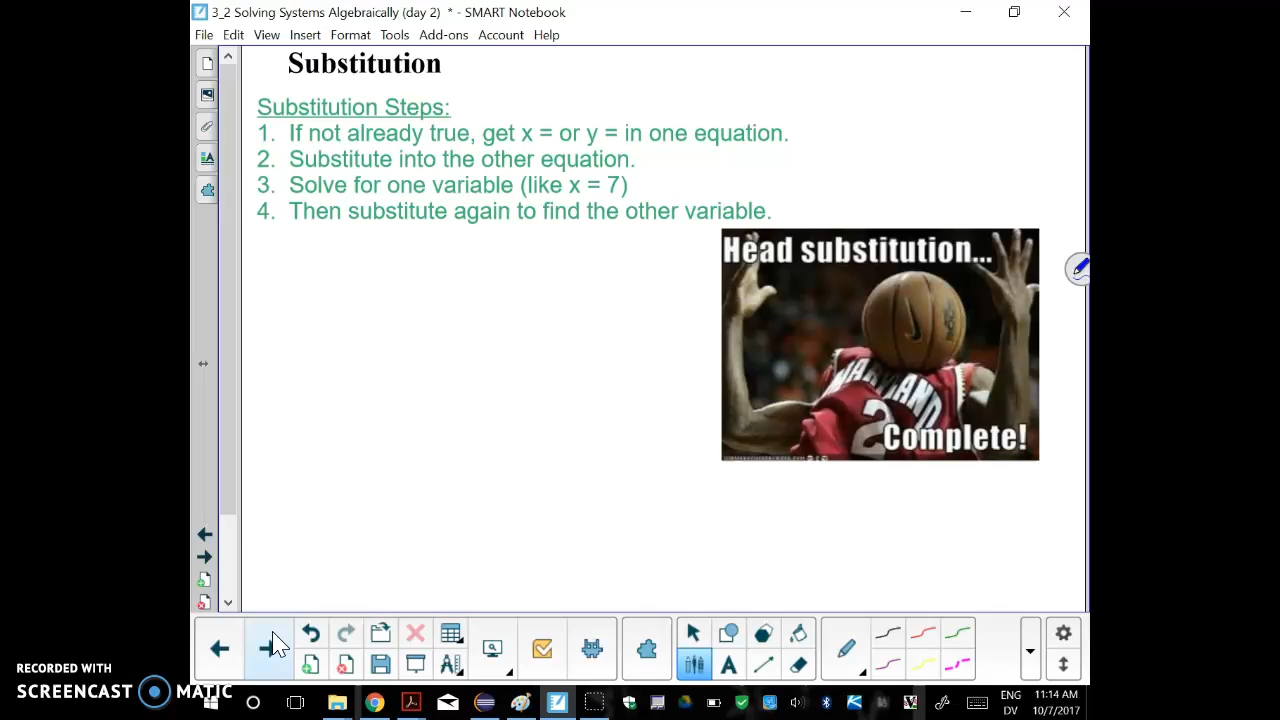 3_2 Solving Systems Algebraically (day 2) * - SMART Notebook
File Edit View Insert Format Tools Add-ons Account Help
Substitution
Substitution Steps:
1. If not already true, get x = or y = in one equation.
2. Substitute into the other equation.
3. Solve for one variable (like x = 7)
4. Then substitute again to find the other variable.
Head substitution...
MARYLAND
2
Complete!
RECORDED WITH
SCREENCAST MATIC
ENG
DV
11:14 AM
10/7/2017